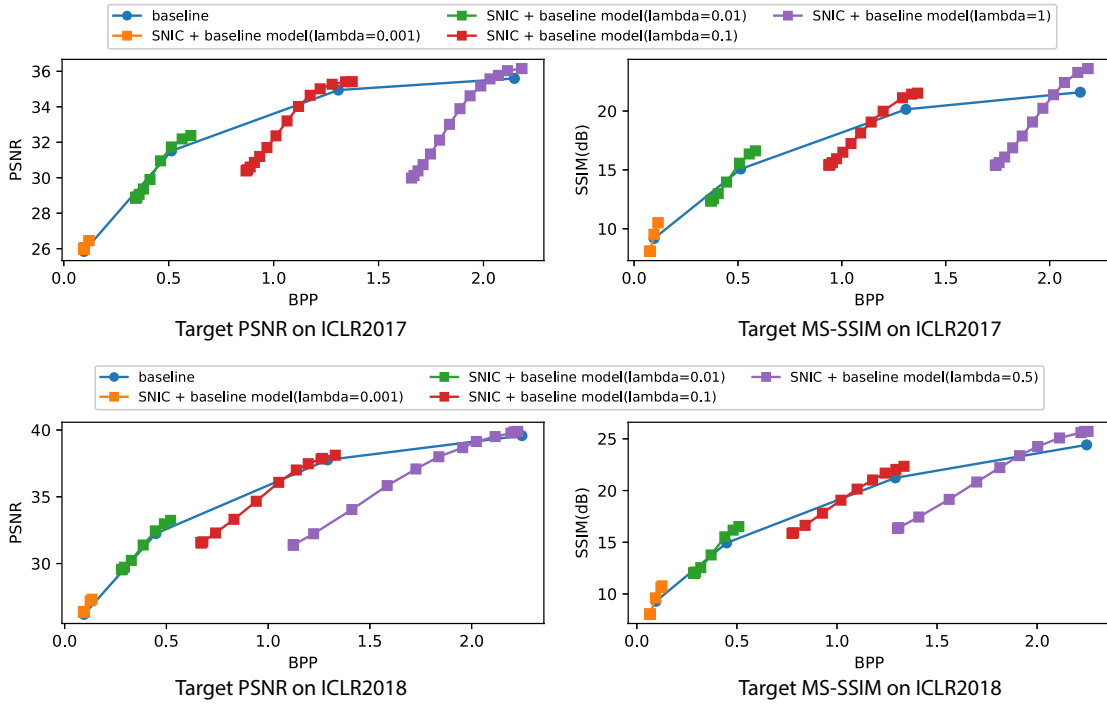 baseline
SNIC + baseline model(lambda=0.001)
SNIC + baseline model(lambda=0.01)
SNIC + baseline model(lambda=0.1)
SNIC + baseline model(lambda=1)
PSNR
36
34
32
30
28
26
0.0 0.5 1.0 1.5 2.0
BPP
Target PSNR on ICLR2017
SSIM(dB)
20
15
10
0.0 0.5 1.0 1.5 2.0
BPP
Target MS-SSIM on ICLR2017
baseline
SNIC + baseline model(lambda=0.001)
SNIC + baseline model(lambda=0.01)
SNIC + baseline model(lambda=0.1)
SNIC + baseline model(lambda=0.5)
PSNR
40
35
30
0.0 0.5 1.0 1.5 2.0
BPP
Target PSNR on ICLR2018
SSIM(dB)
25
20
15
10
0.0 0.5 1.0 1.5 2.0
BPP
Target MS-SSIM on ICLR2018